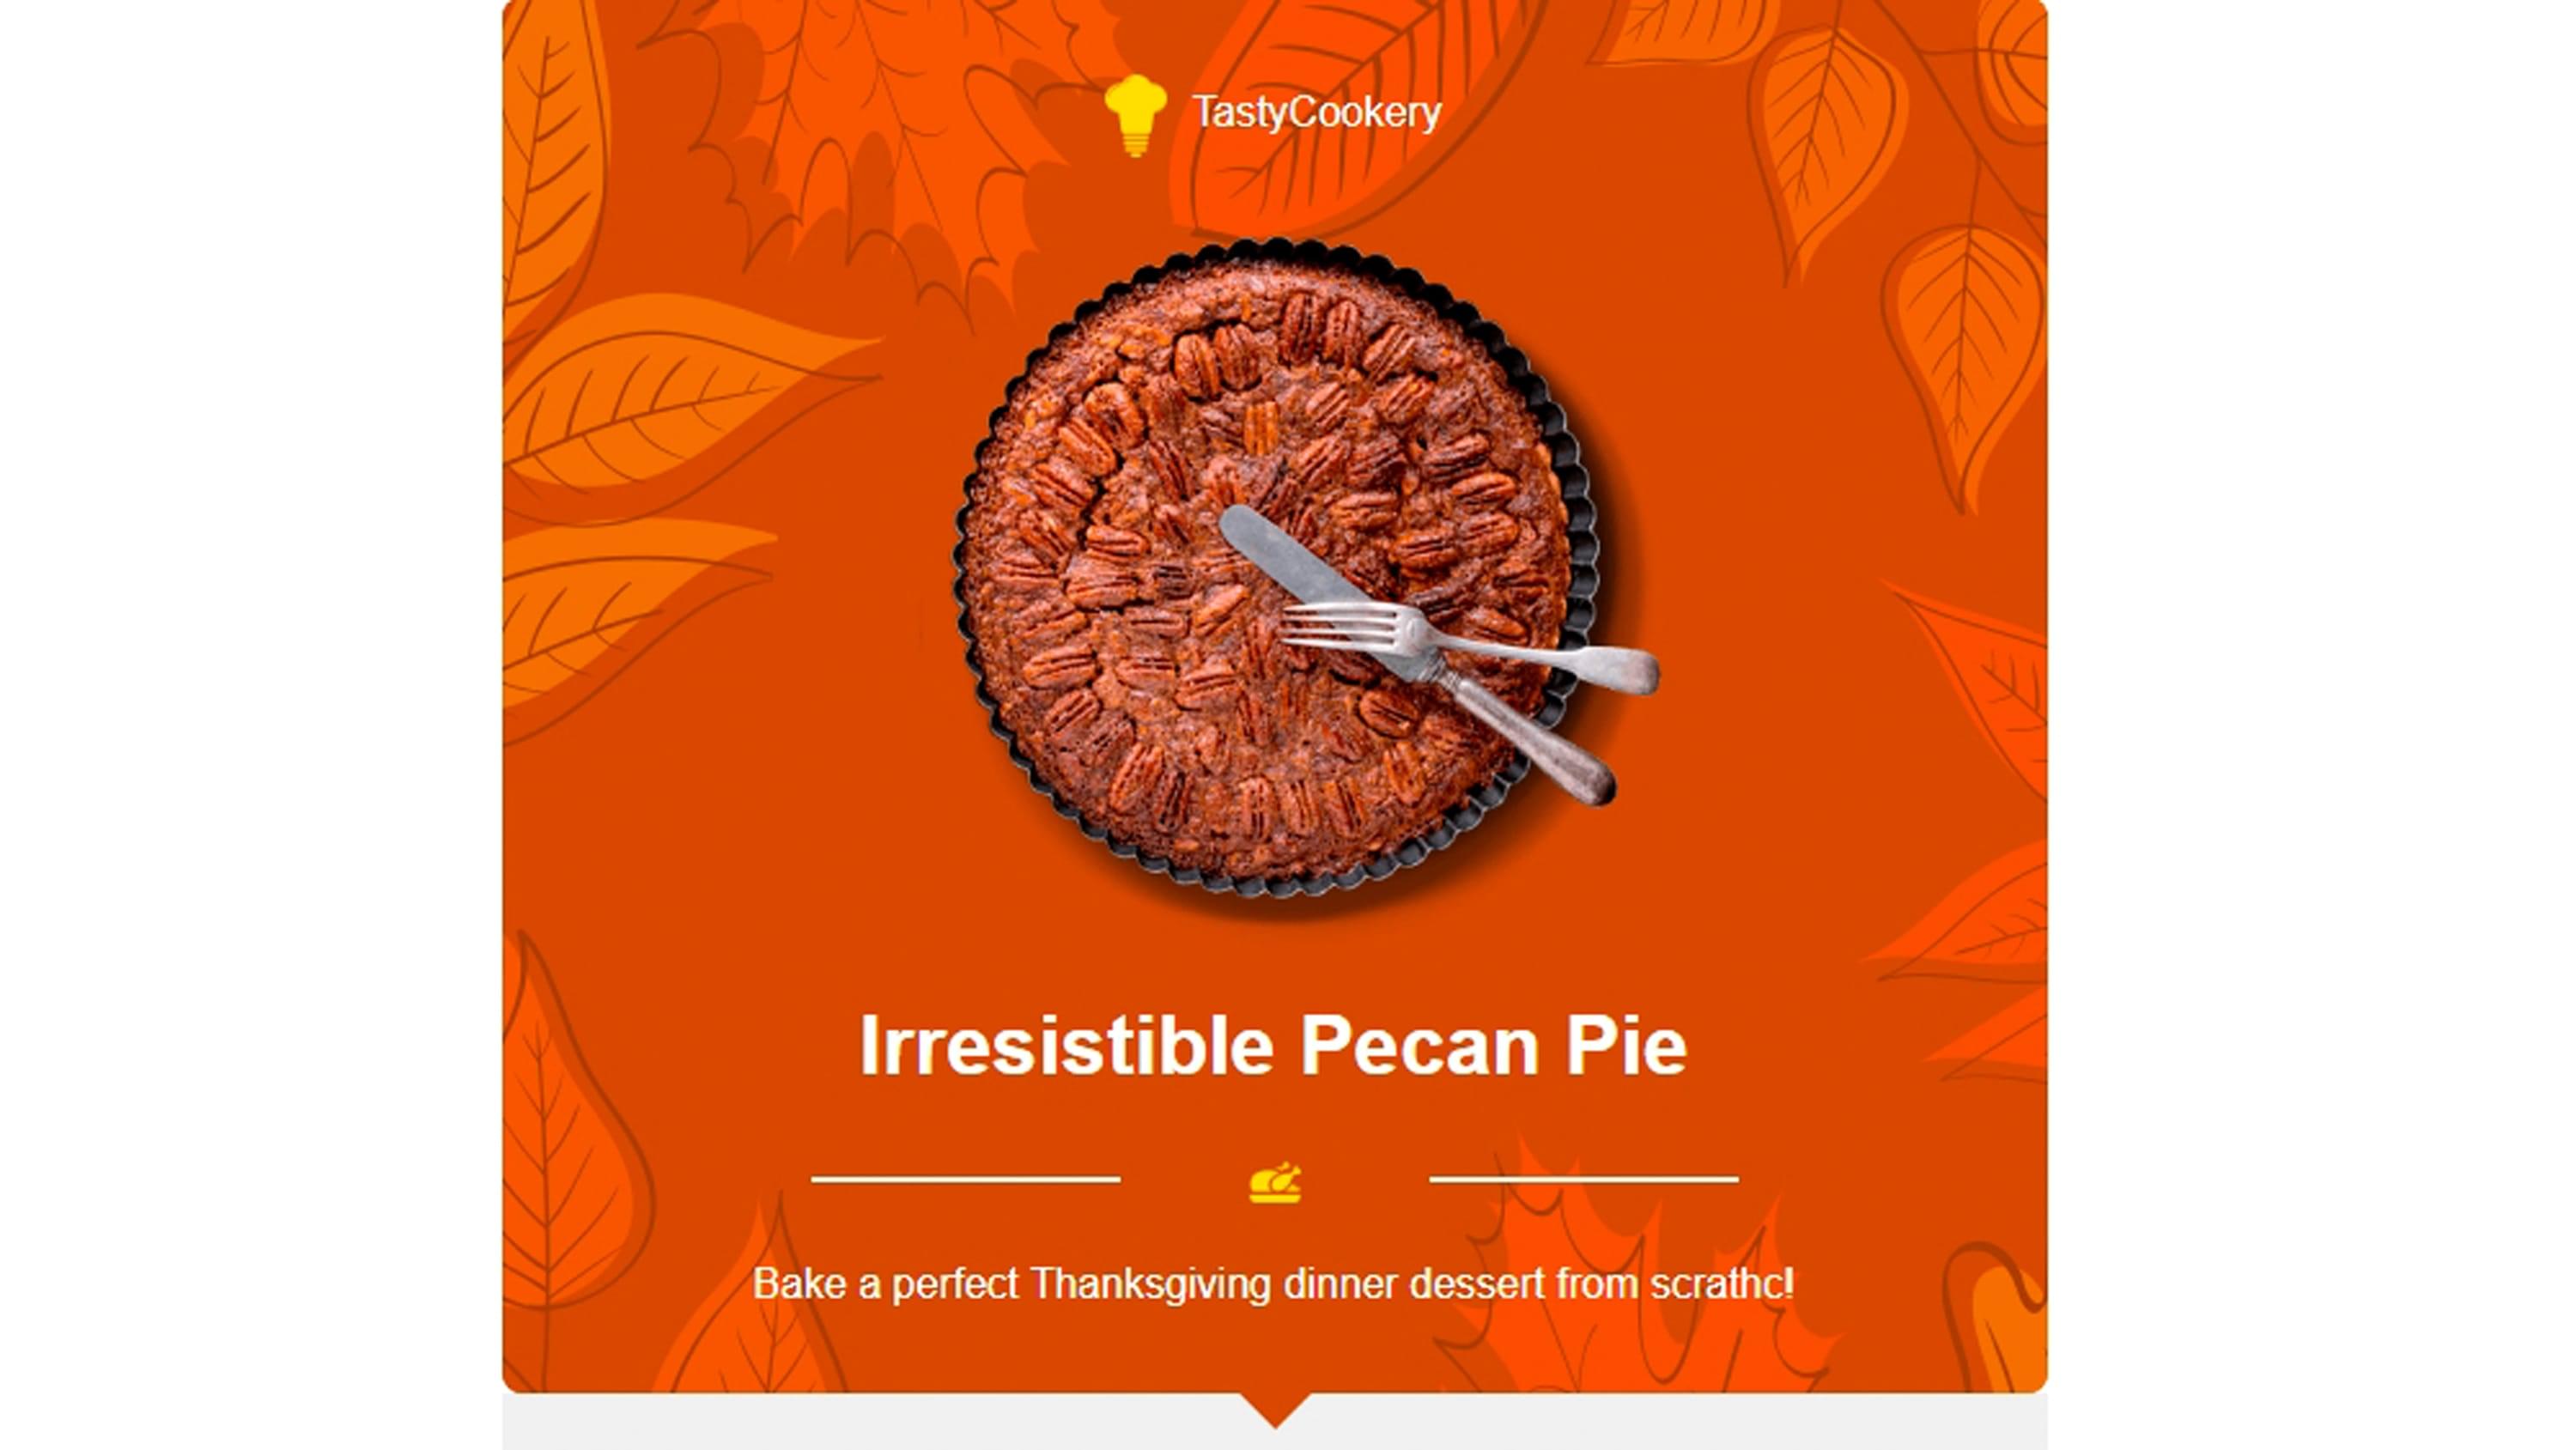 TastyCookery
Irresistible Pecan Pie
Bake a perfect Thanksgiving dinner dessert from scrathc!